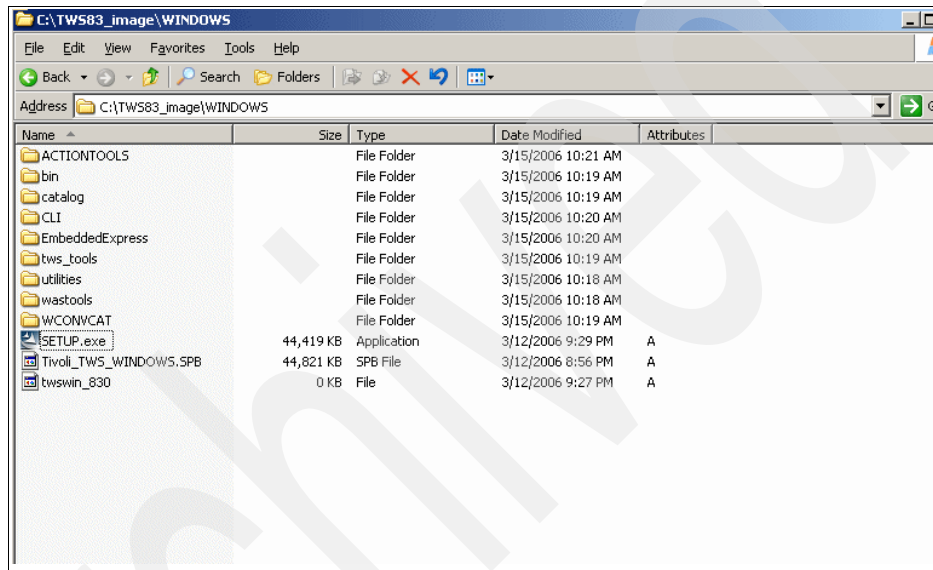 C:\TWS83_image\WINDOWS
File Edit View Favorites Tools Help
Back Search Folders
Address C:\TWS83_image\WINDOWS
Name Size Type Date Modified Attributes
ACTIONTOOLS File Folder 3/15/2006 10:21 AM
bin File Folder 3/15/2006 10:19 AM
catalog File Folder 3/15/2006 10:19 AM
CLI File Folder 3/15/2006 10:20 AM
EmbeddedExpress File Folder 3/15/2006 10:20 AM
tws_tools File Folder 3/15/2006 10:19 AM
utilities File Folder 3/15/2006 10:18 AM
wastools File Folder 3/15/2006 10:18 AM
WCONVCAT File Folder 3/15/2006 10:19 AM
SETUP.exe 44,419 KB Application 3/12/2006 9:29 PM A
Tivoli_TWS_WINDOWS.SPB 44,821 KB SPB File 3/12/2006 8:56 PM A
twswin_830 0 KB File 3/12/2006 9:27 PM A